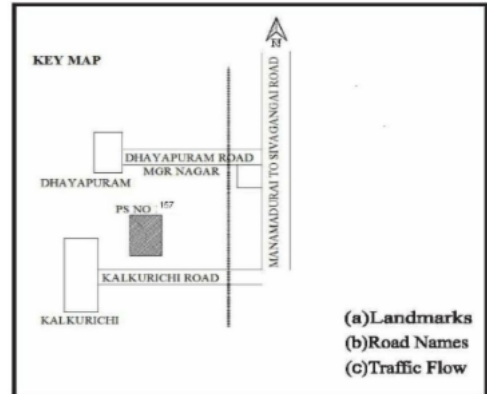 N
KEY MAP
MANAMADURAI TO SIVAGANGAI ROAD
DHAYAPURAM ROAD
MGR NAGAR
DHAYAPURAM
PS NO : 157
KALKURICHI ROAD
KALKURICHI
(a)Landmarks
(b)Road Names
(c)Traffic Flow